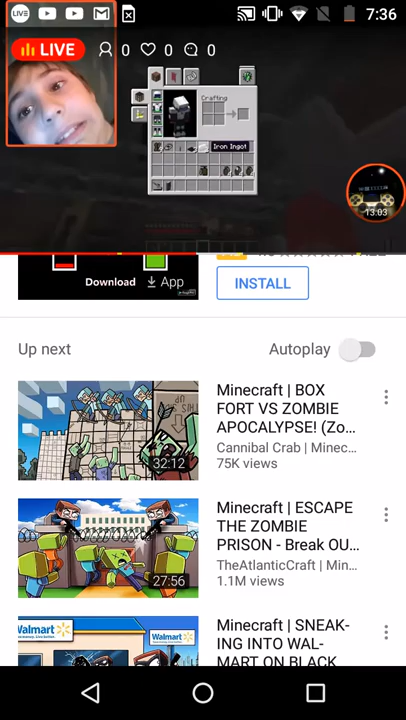 LIVE
7:36
LIVE 0 0 0
Crafting
Iron Ingot
-13:03
Download App
INSTALL
Up next
Autoplay
Minecraft | BOX
FORT VS ZOMBIE
APOCALYPSE! (Zo...
Cannibal Crab | Minec...
75K views
32:12
Minecraft | ESCAPE
THE ZOMBIE
PRISON - Break OU...
TheAtlanticCraft | Min...
1.1M views
27:56
Walmart
Walmart
Minecraft | SNEAK-
ING INTO WAL-
MART ON BLACK